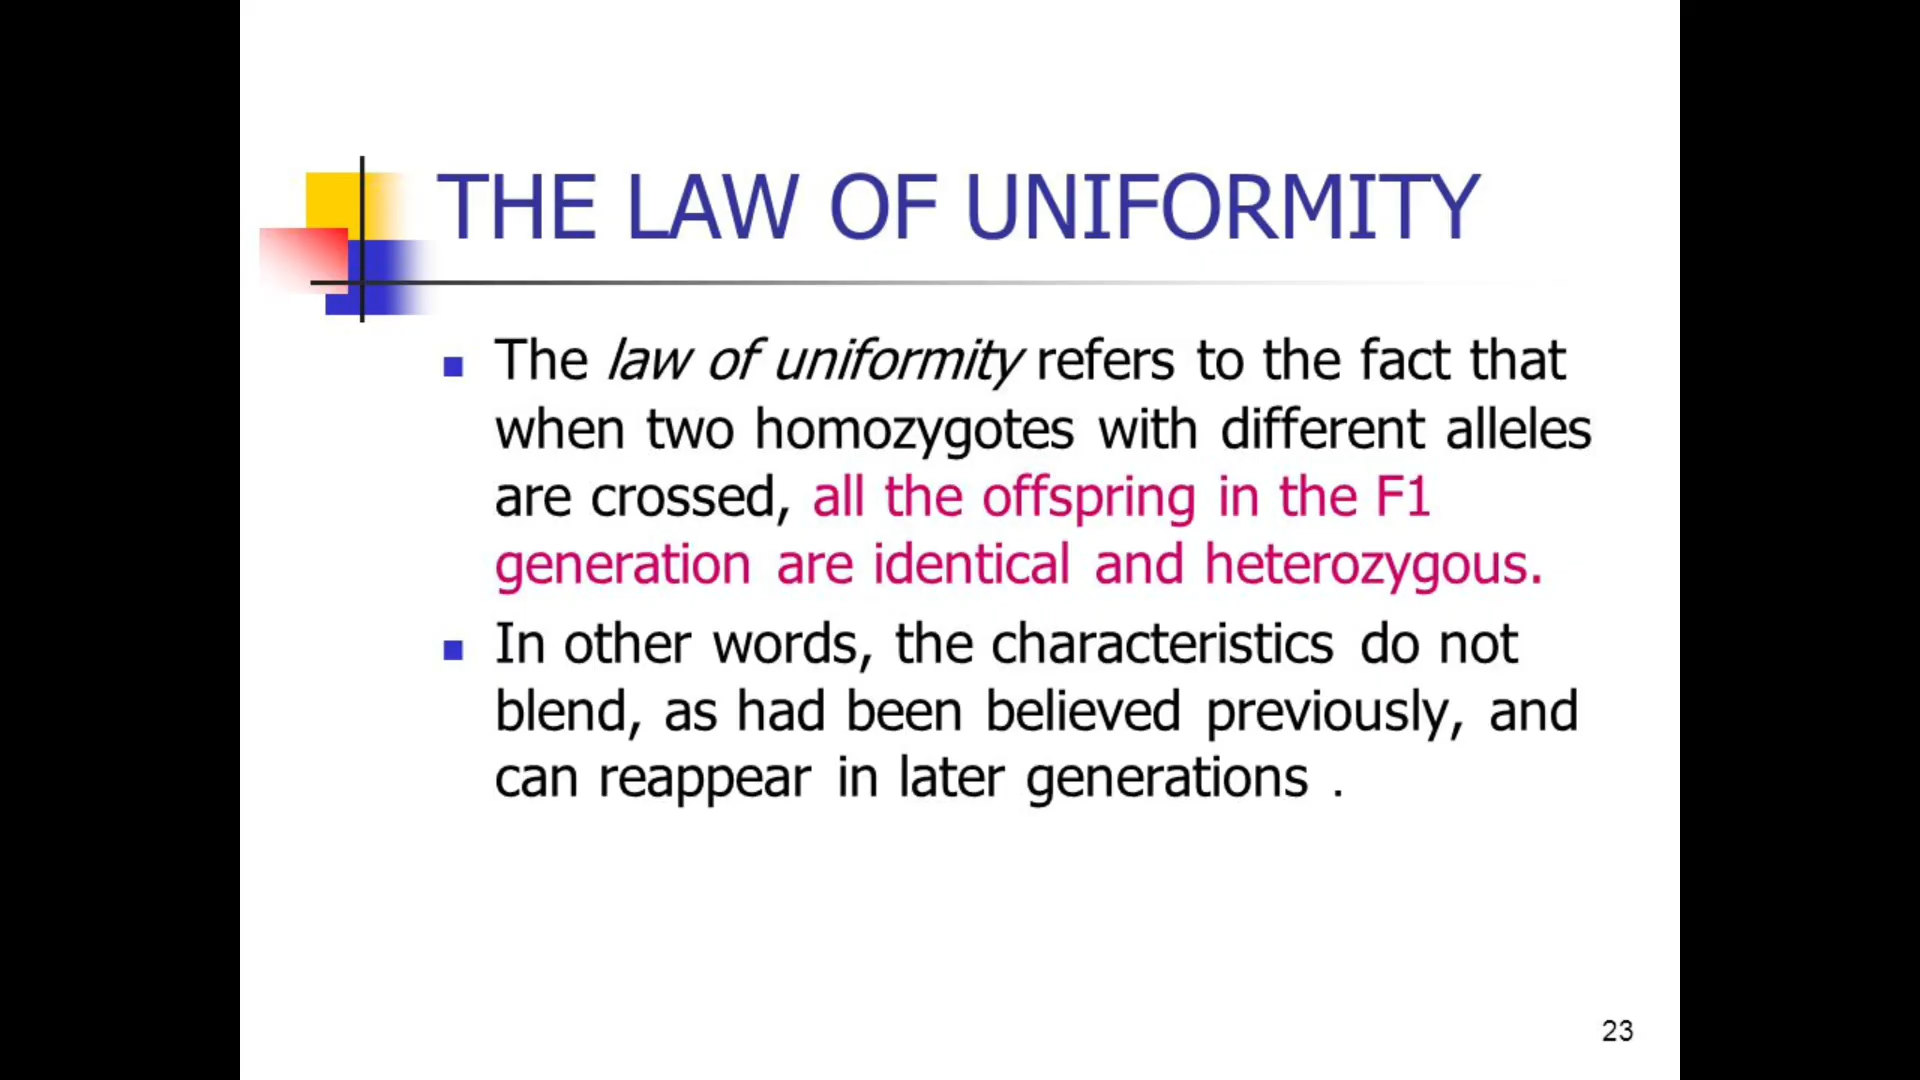 THE LAW OF UNIFORMITY
The law of uniformity refers to the fact that
when two homozygotes with different alleles
are crossed, all the offspring in the F1
generation are identical and heterozygous.
In other words, the characteristics do not
blend, as had been believed previously, and
can reappear in later generations .
23